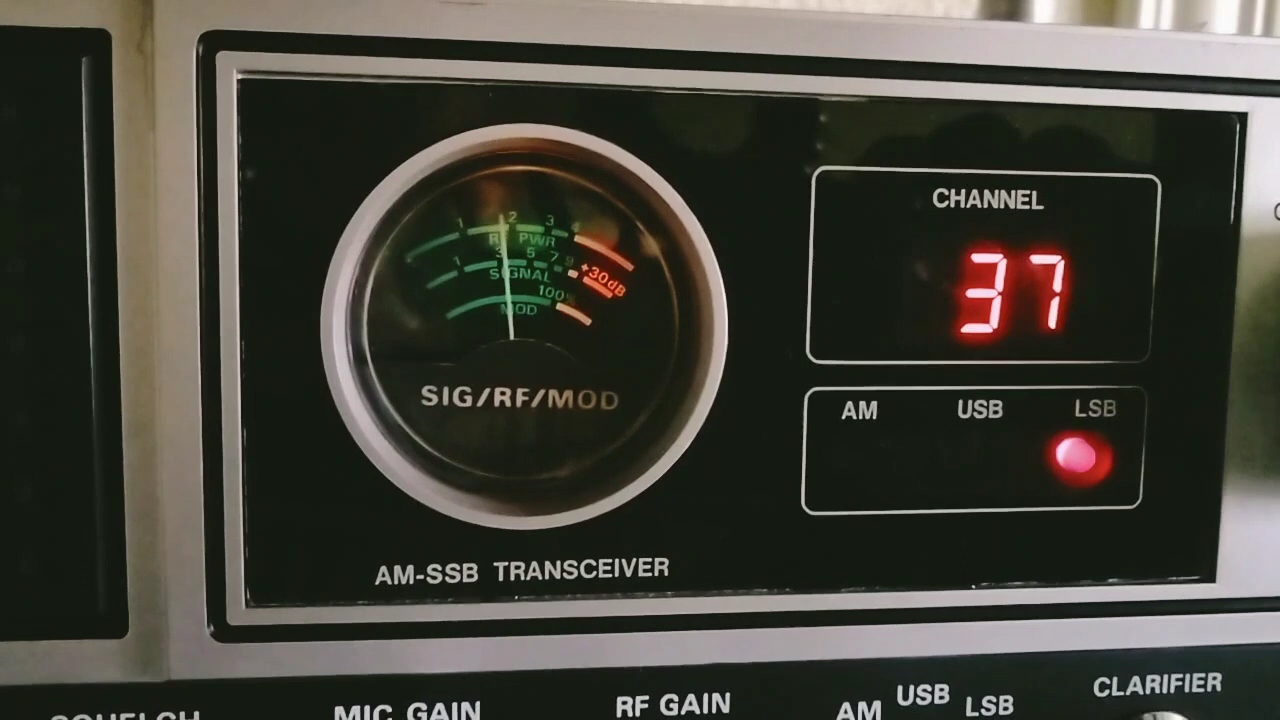 1 2 3 4
RF PWR
1 3 5 7 9 +30dB
SIGNAL
100%
MOD
SIG/RF/MOD
AM-SSB TRANSCEIVER
CHANNEL
37
AM USB LSB
SQUELCH MIC GAIN RF GAIN AM USB LSB CLARIFIER